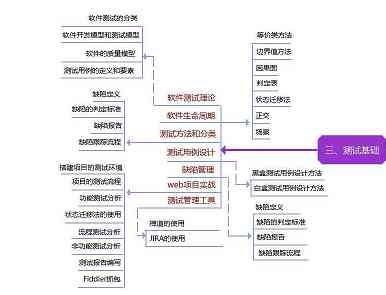 软件测试的分类
软件开发模型和测试模型
软件的质量模型
测试用例的定义和要素
缺陷定义
缺陷的判定标准
缺陷报告
缺陷跟踪流程
搭建项目的测试环境
项目的测试流程
功能测试分析
状态迁移法的使用
流程测试分析
非功能测试分析
测试报告编写
Fiddler抓包
软件测试理论
软件生命周期
测试方法和分类
测试用例设计
缺陷管理
web项目实战
测试管理工具
禅道的使用
JIRA的使用
等价类方法
边界值方法
因果图
判定表
状态迁移法
正交
场景
三、测试基础
黑盒测试用例设计方法
白盒测试用例设计方法
缺陷定义
缺陷的判定标准
缺陷报告
缺陷跟踪流程